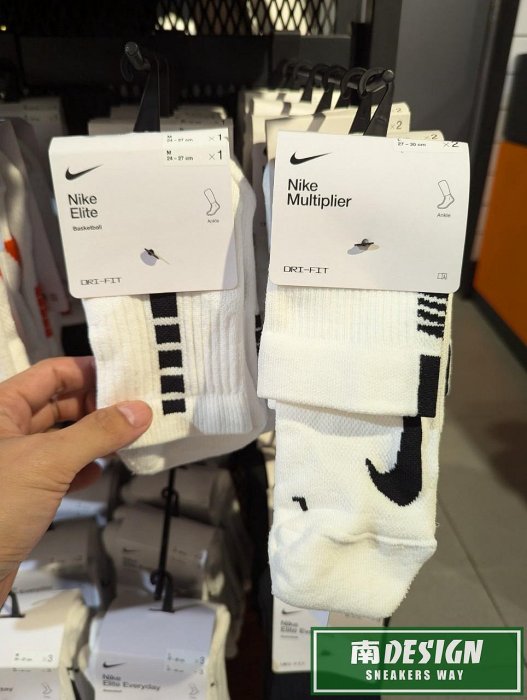 M
24 - 27 cm
×1
M
24 - 27 cm
×1
Nike
Elite
Basketball
Ankle
DRI-FIT
×2
L
27 - 30 cm
×2
Nike
Multiplier
Ankle
DRI-FIT
×3
Nike
Elite Everyday
×3
南DESIGN
SNEAKERS WAY